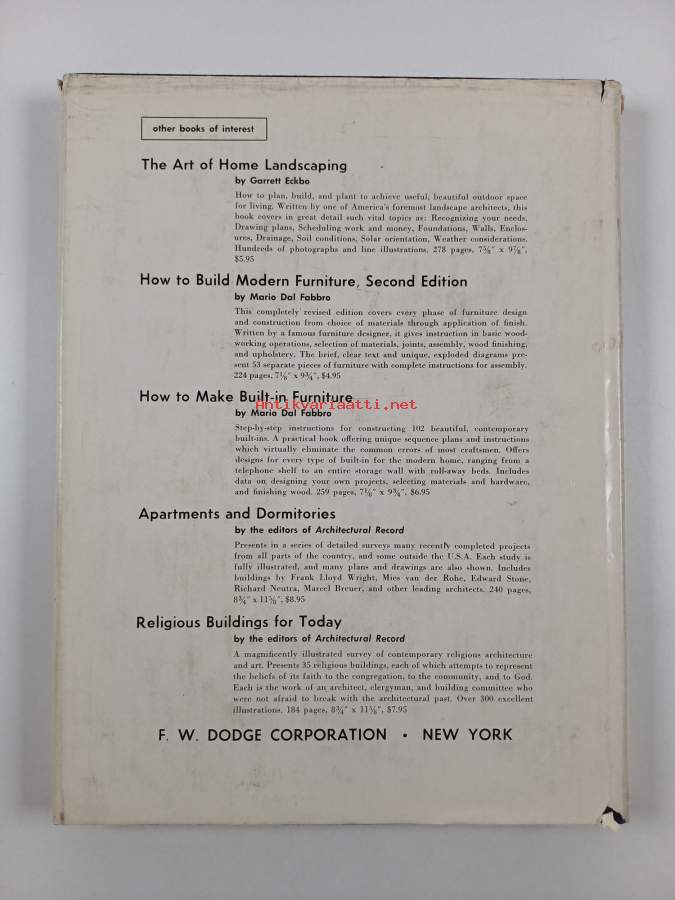 other books of interest
The Art of Home Landscaping
by Garrett Eckbo
How to plan, build, and plant to achieve useful, beautiful outdoor space
for living. Written by one of America's foremost landscape architects, this
book covers in great detail such vital topics as: Recognizing your needs,
Drawing plans, Scheduling work and money, Foundations, Walls, Enclos-
ures, Drainage, Soil conditions, Solar orientation, Weather considerations.
Hundreds of photographs and line illustrations. 278 pages, 7⅝" x 9⅞",
$5.95
How to Build Modern Furniture, Second Edition
by Mario Dal Fabbro
This completely revised edition covers every phase of furniture design
and construction from choice of materials through application of finish.
Written by a famous furniture designer, it gives instruction in basic wood-
working operations, selection of materials, joints, assembly, wood finishing,
and upholstery. The brief, clear text and unique, exploded diagrams pre-
sent 53 separate pieces of furniture with complete instructions for assembly.
224 pages, 7⅛" x 9¾", $4.95
How to Make Built-in Furniture
Antikvariaatti.net
by Mario Dal Fabbro
Step-by-step instructions for constructing 102 beautiful, contemporary
built-ins. A practical book offering unique sequence plans and instructions
which virtually eliminate the common errors of most craftsmen. Offers
designs for every type of built-in for the modern home, ranging from a
telephone shelf to an entire storage wall with roll-away beds. Includes
data on designing your own projects, selecting materials and hardware,
and finishing wood. 259 pages, 7⅛" x 9¾", $6.95
Apartments and Dormitories
by the editors of Architectural Record
Presents in a series of detailed surveys many recently completed projects
from all parts of the country, and some outside the U.S.A. Each study is
fully illustrated, and many plans and drawings are also shown. Includes
buildings by Frank Lloyd Wright, Mies van der Rohe, Edward Stone,
Richard Neutra, Marcel Breuer, and other leading architects. 240 pages,
8¾" x 11⅝", $8.95
Religious Buildings for Today
by the editors of Architectural Record
A magnificently illustrated survey of contemporary religious architecture
and art. Presents 35 religious buildings, each of which attempts to represent
the beliefs of its faith to the congregation, to the community, and to God.
Each is the work of an architect, clergyman, and building committee who
were not afraid to break with the architectural past. Over 300 excellent
illustrations. 184 pages, 8¾" x 11⅝", $7.95
F. W. DODGE CORPORATION • NEW YORK